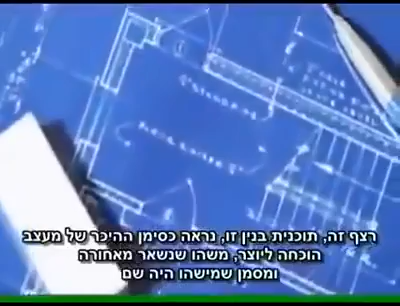 רצף זה, תוכנית בנין זו, נראה כסימן ההיכר של מעצב
הוכחה ליוצר, משהו שנשאר מאחורה
ומסמן שמישהו היה שם